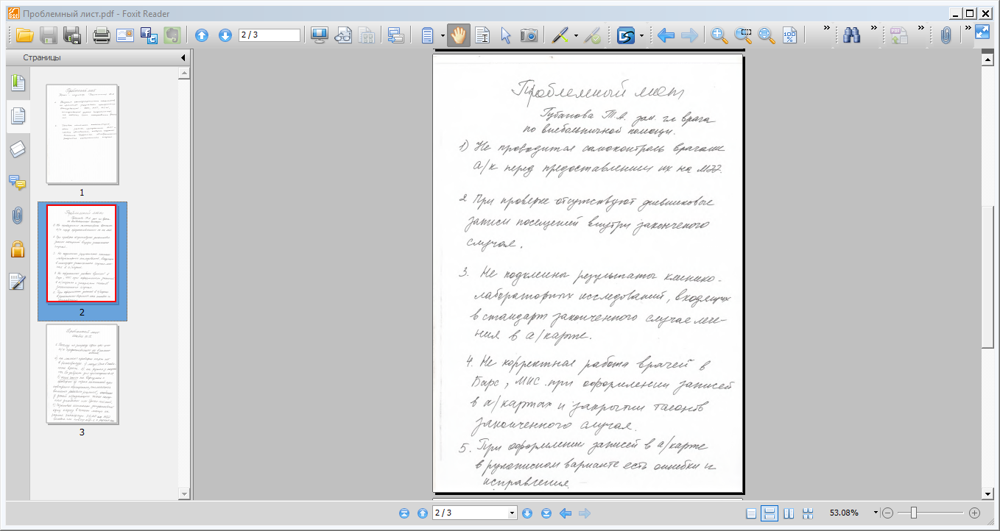 Проблемный лист.pdf - Foxit Reader
2 / 3
Страницы
1
2
3
Проблемный лист
Губанова Т.А. зам. гл врача
по внебольничной помощи.
1) Не проводится самоконтроль врачами
а/к перед предоставлением их на МЭЭ.
2 При проверке отсутствуют дневниковые
записи посещений внутри законченого
случая.
3. Не подклеины результаты клинико-
лабораторных исследований, входящих
в стандарт законченного случае лече-
ния в а/карте.
4. Не корректная работа врачей в
Барс, МИС при оформлении записей
в а/картах и закрытии талонов
законченного случая.
5. При оформлении записей в а/карте
в рукописном варианте есть ошибки и
исправления.
2 / 3
53.08%